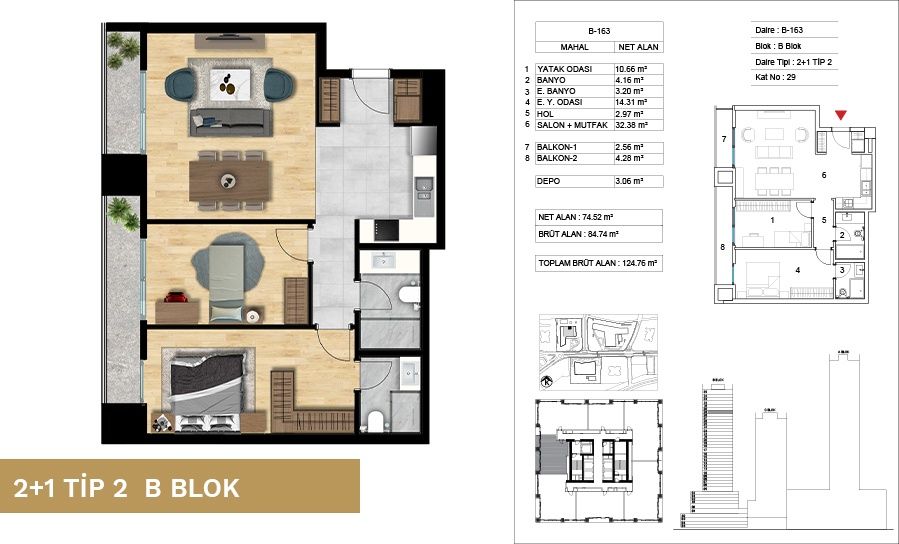 2+1 TİP 2 B BLOK
B-163
MAHAL NET ALAN
1 YATAK ODASI 10.66 m²
2 BANYO 4.16 m²
3 E. BANYO 3.20 m²
4 E. Y. ODASI 14.31 m²
5 HOL 2.97 m²
6 SALON + MUTFAK 32.38 m²
7 BALKON-1 2.56 m²
8 BALKON-2 4.28 m²
DEPO 3.06 m²
NET ALAN : 74.52 m²
BRÜT ALAN : 84.74 m²
TOPLAM BRÜT ALAN : 124.76 m²
Daire : B-163
Blok : B Blok
Daire Tipi : 2+1 TİP 2
Kat No : 29
7
6
1
5
2
8
4
3
A BLOK
B BLOK